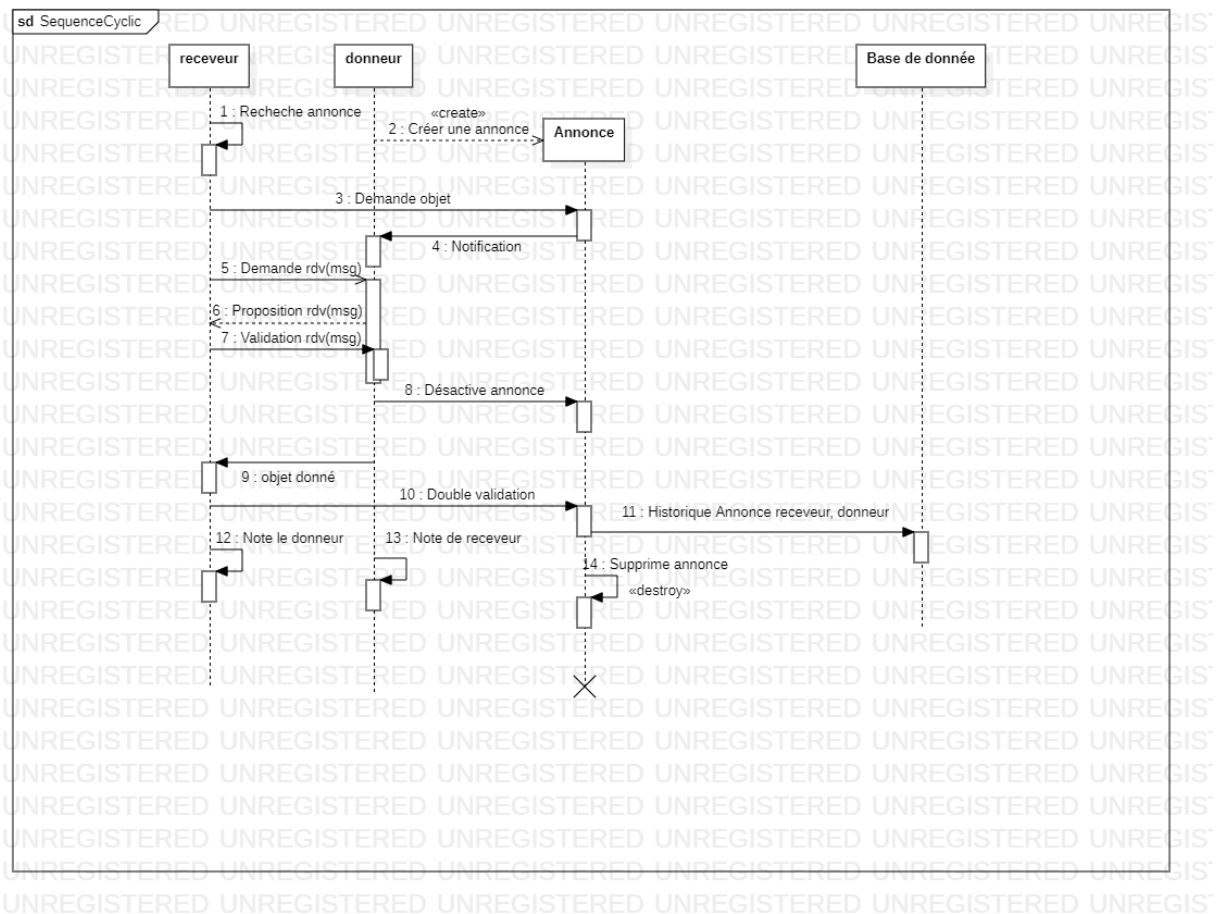 sd SequenceCyclic
receveur
donneur
Base de donnée
1 : Recheche annonce
«create»
2 : Créer une annonce
Annonce
3 : Demande objet
4 : Notification
5 : Demande rdv(msg)
6 : Proposition rdv(msg)
7 : Validation rdv(msg)
8 : Désactive annonce
9 : objet donné
10 : Double validation
11 : Historique Annonce receveur, donneur
12 : Note le donneur
13 : Note de receveur
14 : Supprime annonce
«destroy»
UNREGISTERED UNREGISTERED UNREGISTERED UNREGISTERED UNREGISTERED UNREGIS